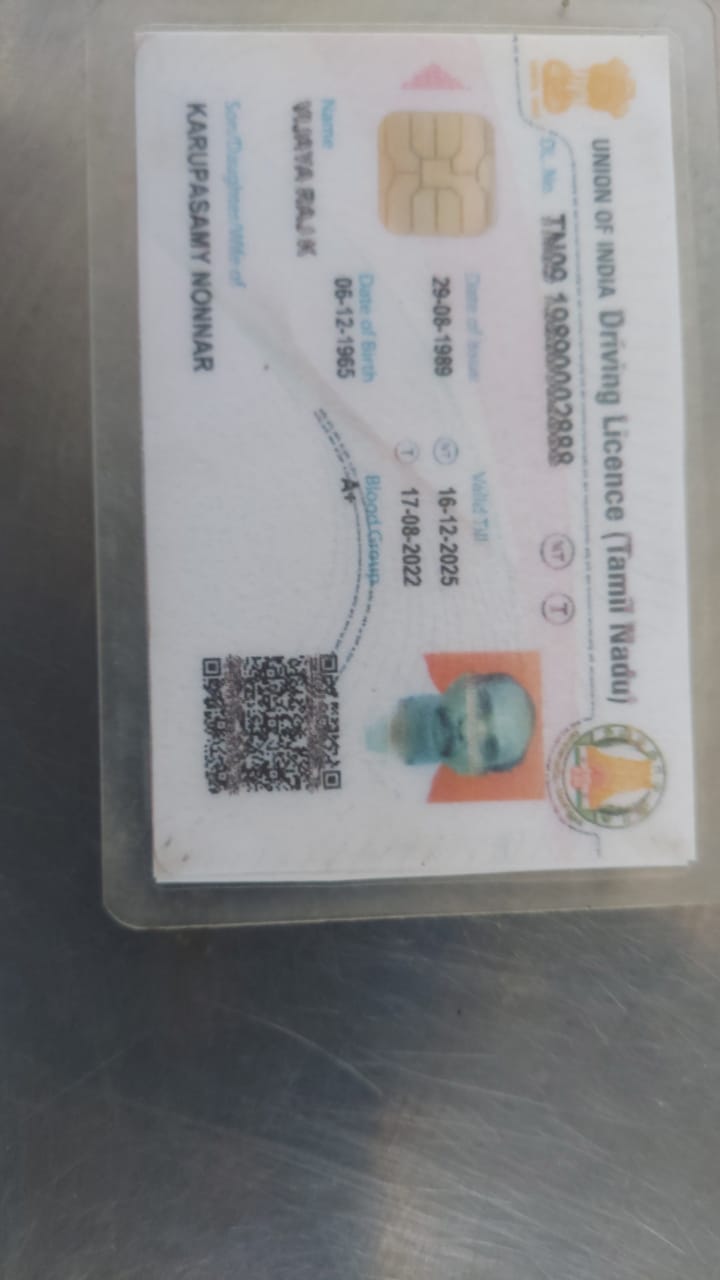 UNION OF INDIA Driving Licence (Tamil Nadu)
DL. No. TN09 19890002888 NT T
Date of Issue Valid Till
29-08-1989 NT 16-12-2025
T 17-08-2022
Date of Birth Blood Group
06-12-1965 A+
Name
VIJAYA RAJ K
Son/Daughter/Wife of
KARUPASAMY NONNAR